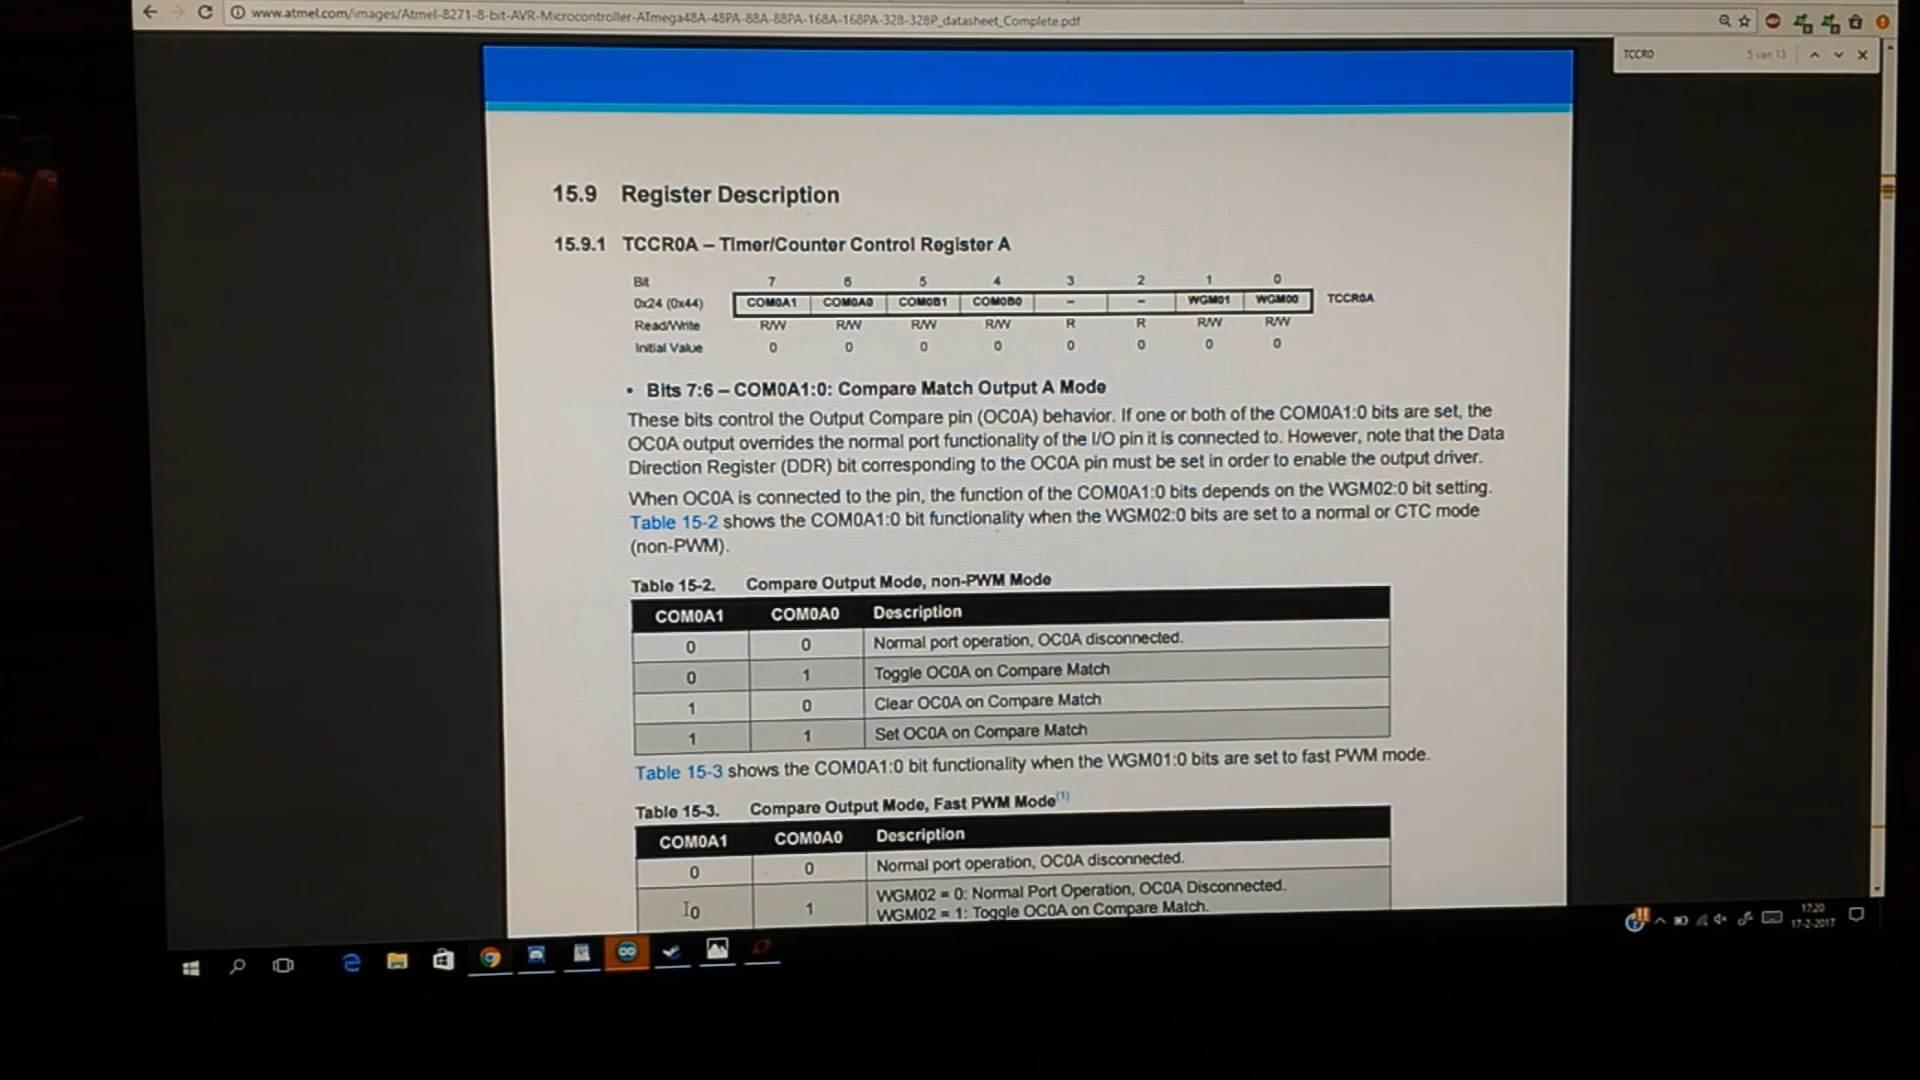 www.atmel.com/images/Atmel-8271-8-bit-AVR-Microcontroller-ATmega48A-48PA-88A-88PA-168A-168PA-328-328P_datasheet_Complete.pdf
TCCR0 5 van 13
15.9 Register Description
15.9.1 TCCR0A – Timer/Counter Control Register A
Bit 7 6 5 4 3 2 1 0
0x24 (0x44) COM0A1 COM0A0 COM0B1 COM0B0 – – WGM01 WGM00 TCCR0A
Read/Write R/W R/W R/W R/W R R R/W R/W
Initial Value 0 0 0 0 0 0 0 0
• Bits 7:6 – COM0A1:0: Compare Match Output A Mode
These bits control the Output Compare pin (OC0A) behavior. If one or both of the COM0A1:0 bits are set, the
OC0A output overrides the normal port functionality of the I/O pin it is connected to. However, note that the Data
Direction Register (DDR) bit corresponding to the OC0A pin must be set in order to enable the output driver.
When OC0A is connected to the pin, the function of the COM0A1:0 bits depends on the WGM02:0 bit setting.
Table 15-2 shows the COM0A1:0 bit functionality when the WGM02:0 bits are set to a normal or CTC mode
(non-PWM).
Table 15-2. Compare Output Mode, non-PWM Mode
COM0A1 COM0A0 Description
0 0 Normal port operation, OC0A disconnected.
0 1 Toggle OC0A on Compare Match
1 0 Clear OC0A on Compare Match
1 1 Set OC0A on Compare Match
Table 15-3 shows the COM0A1:0 bit functionality when the WGM01:0 bits are set to fast PWM mode.
Table 15-3. Compare Output Mode, Fast PWM Mode(1)
COM0A1 COM0A0 Description
0 0 Normal port operation, OC0A disconnected.
0 1 WGM02 = 0: Normal Port Operation, OC0A Disconnected.
WGM02 = 1: Toggle OC0A on Compare Match.
17:20
17-2-2017